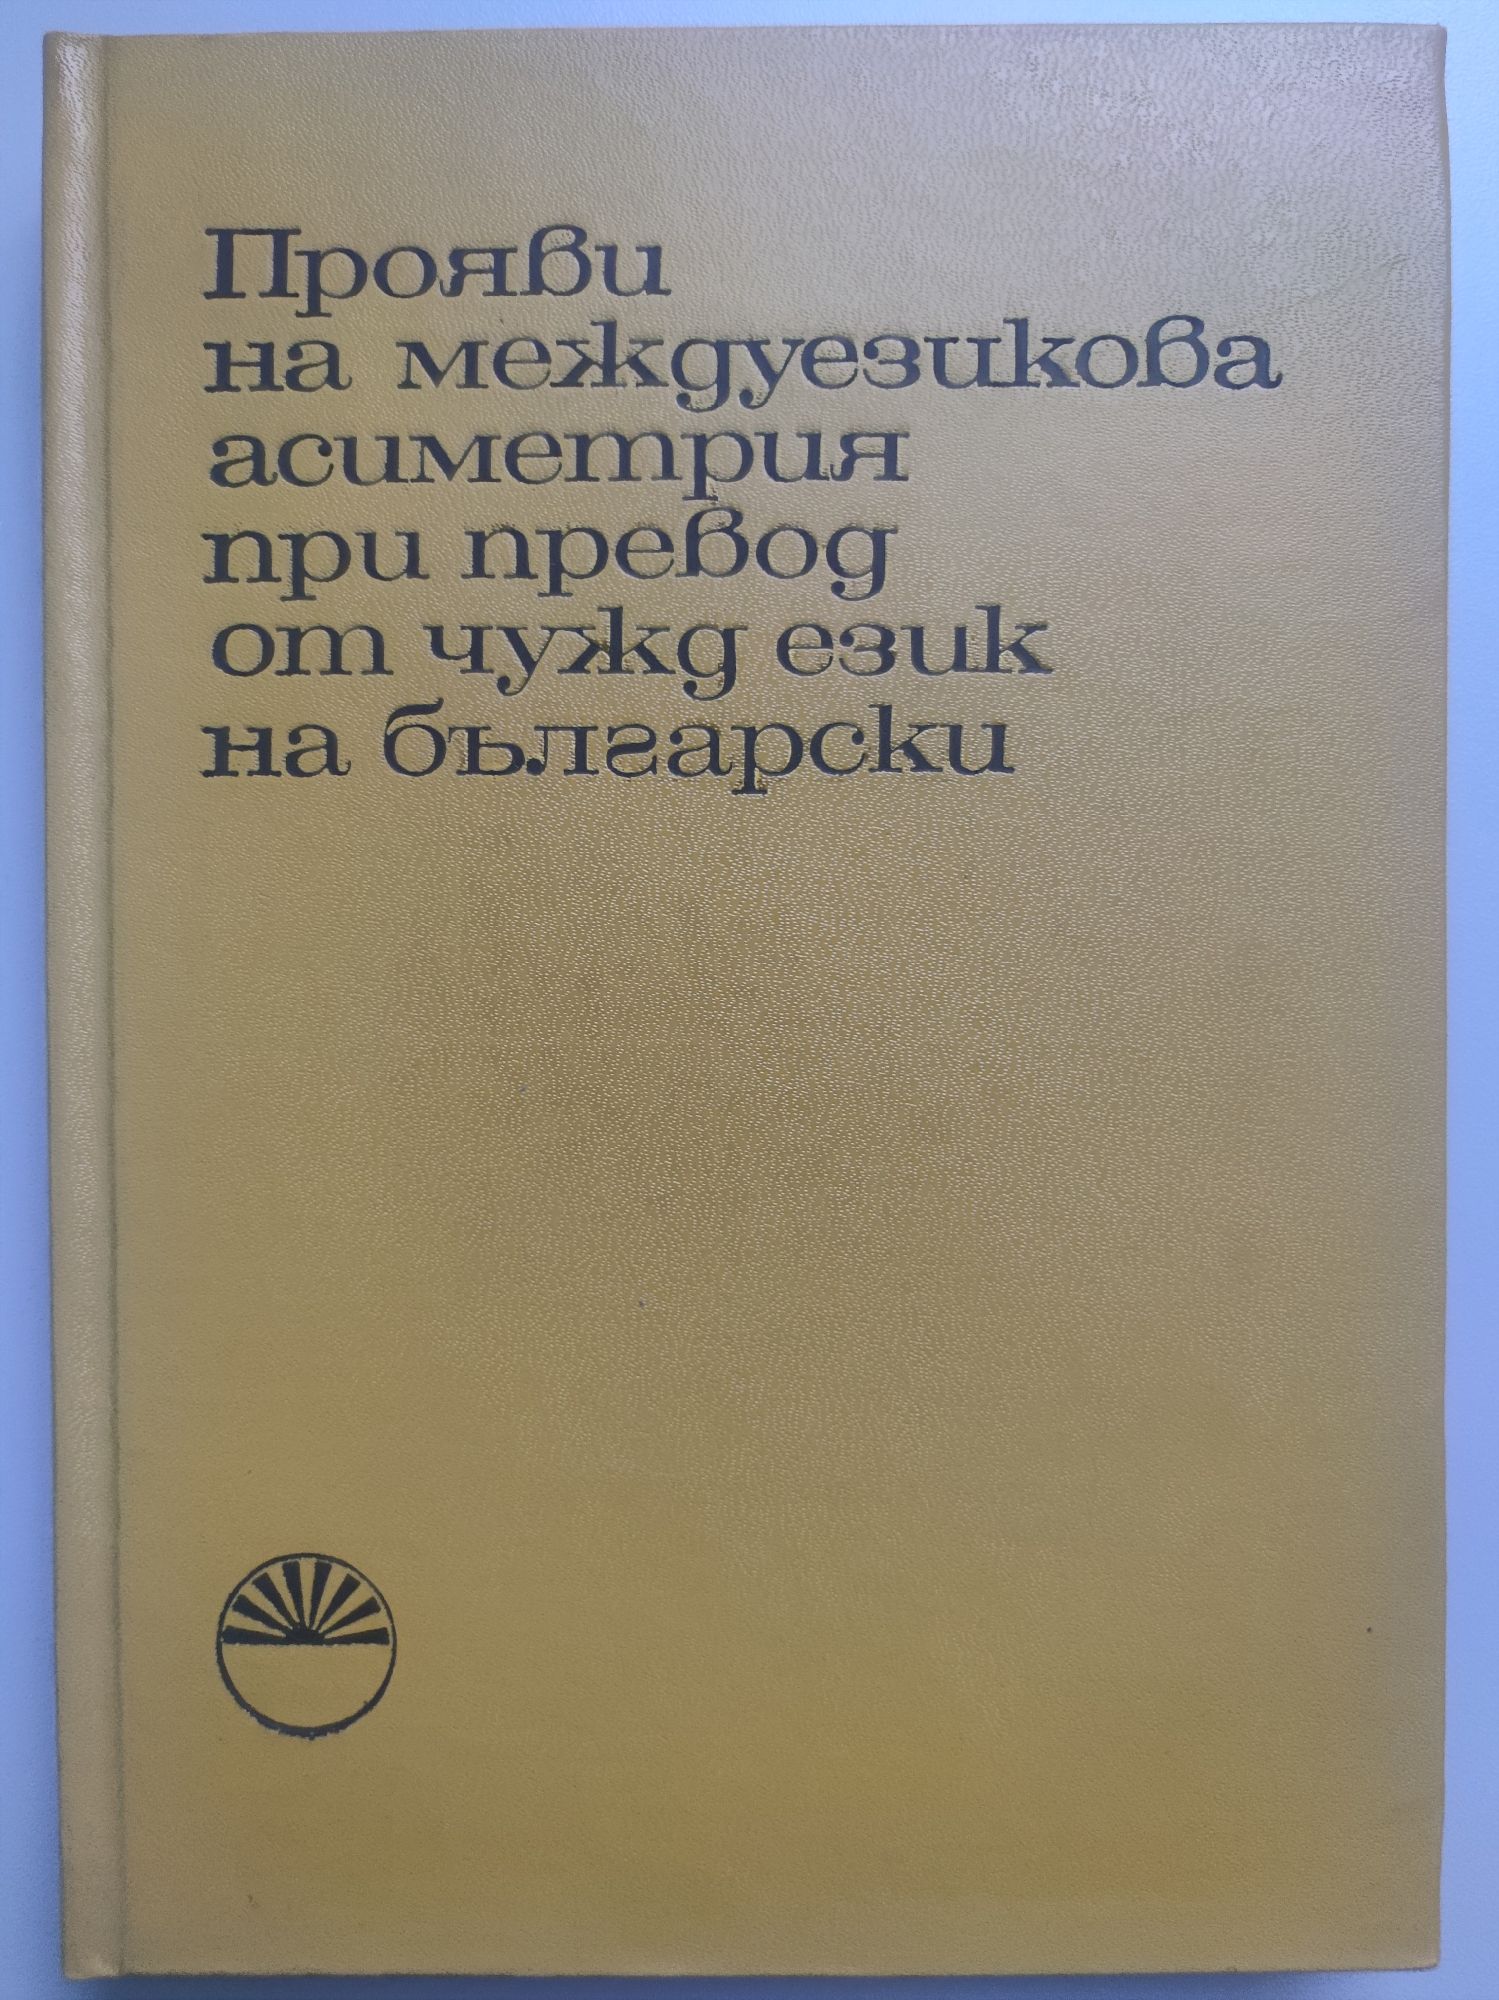 Прояви
на междуезикова
асиметрия
при превод
от чужд език
на български